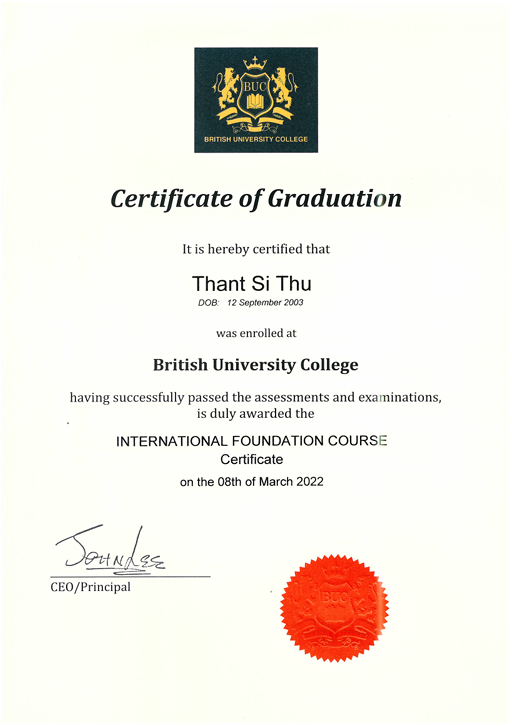 BUC
BRITISH UNIVERSITY COLLEGE
Certificate of Graduation
It is hereby certified that
Thant Si Thu
DOB: 12 September 2003
was enrolled at
British University College
having successfully passed the assessments and examinations,
is duly awarded the
INTERNATIONAL FOUNDATION COURSE
Certificate
on the 08th of March 2022
John Lee
CEO/Principal
BUC